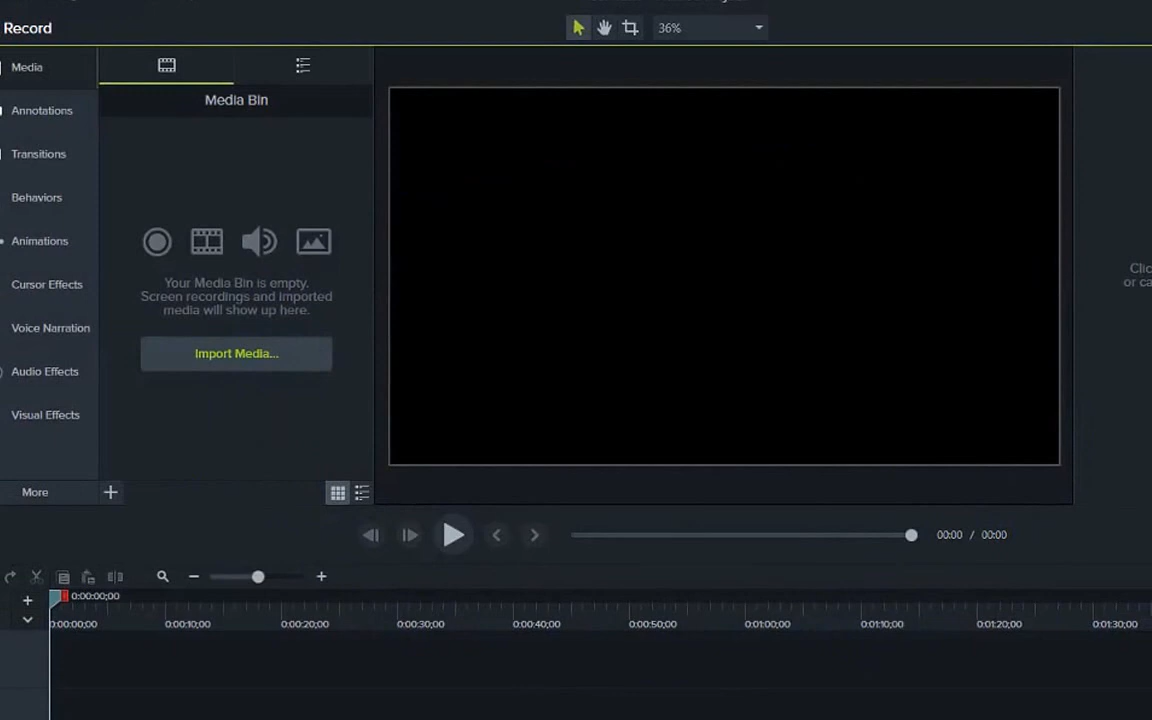 Record
36%
Media
Annotations
Transitions
Behaviors
Animations
Cursor Effects
Voice Narration
Audio Effects
Visual Effects
More
Media Bin
Your Media Bin is empty.
Screen recordings and imported
media will show up here.
Import Media...
Clic
or ca
00:00 / 00:00
0:00:00;00
0:00:00;00 0:00:10;00 0:00:20;00 0:00:30;00 0:00:40;00 0:00:50;00 0:01:00;00 0:01:10;00 0:01:20;00 0:01:30;00